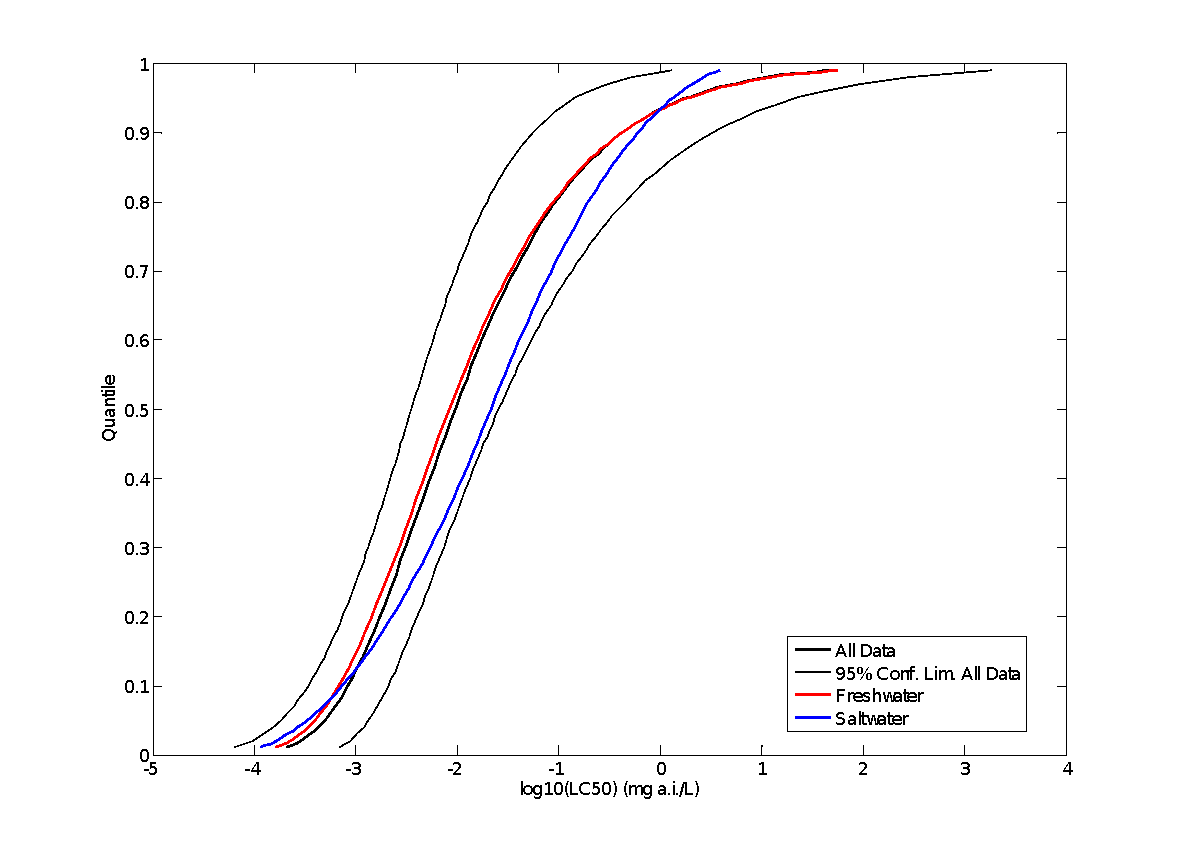 1
0.9
0.8
0.7
0.6
0.5
0.4
0.3
0.2
0.1
0
Quantile
-5 -4 -3 -2 -1 0 1 2 3 4
log10(LC50) (mg a.i./L)
All Data
95% Conf. Lim. All Data
Freshwater
Saltwater